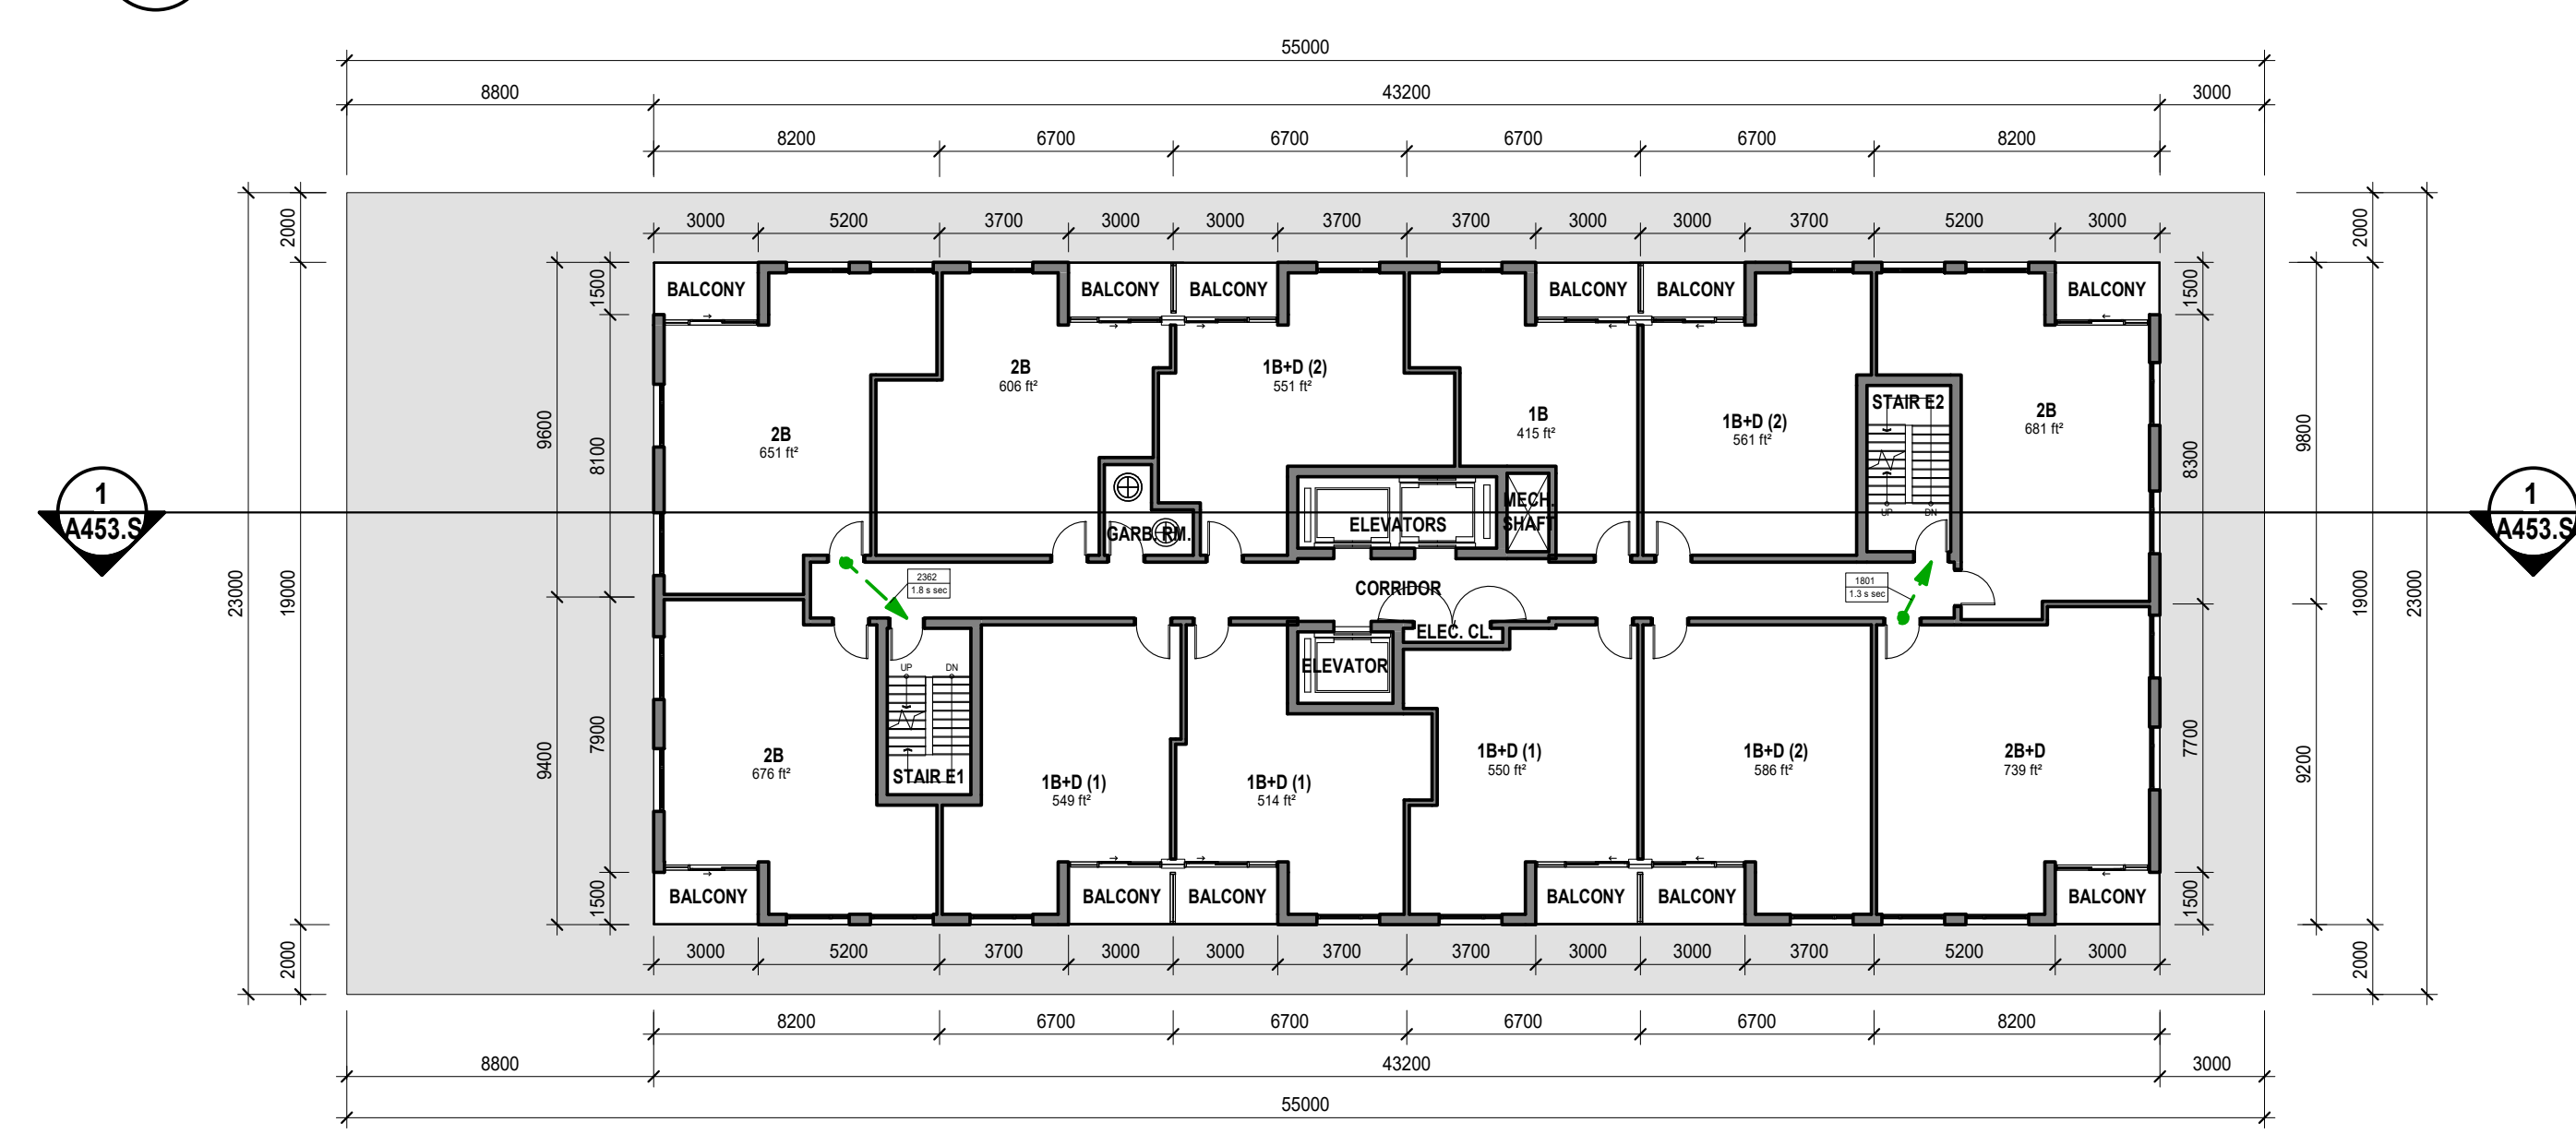 55000
8800 43200 3000
8200 6700 6700 6700 6700 8200
2000 2000
3000 5200 3700 3000 3000 3700 3700 3000 3000 3700 5200 3000
1500 BALCONY BALCONY BALCONY BALCONY BALCONY BALCONY 1500
2B
606 ft²
1B+D (2)
551 ft²
STAIR E2
1B
415 ft²
1B+D (2)
561 ft²
2B
681 ft²
2B
651 ft²
9600 8100 8300 9800
1
A453.S
1
A453.S
MECH.
SHAFT
UP DN
GARB. RM.
ELEVATORS
23000 19000 19000 23000
2362
1.8 s sec
CORRIDOR
1801
1.3 s sec
ELEC. CL.
ELEVATOR
UP DN
9400 7900 7700 9200
2B
676 ft²
STAIR E1
1B+D (1)
549 ft²
1B+D (1)
514 ft²
1B+D (1)
550 ft²
1B+D (2)
586 ft²
2B+D
739 ft²
1500 BALCONY BALCONY BALCONY BALCONY BALCONY BALCONY 1500
3000 5200 3700 3000 3000 3700 3700 3000 3000 3700 5200 3000
2000 2000
8200 6700 6700 6700 6700 8200
8800 43200 3000
55000